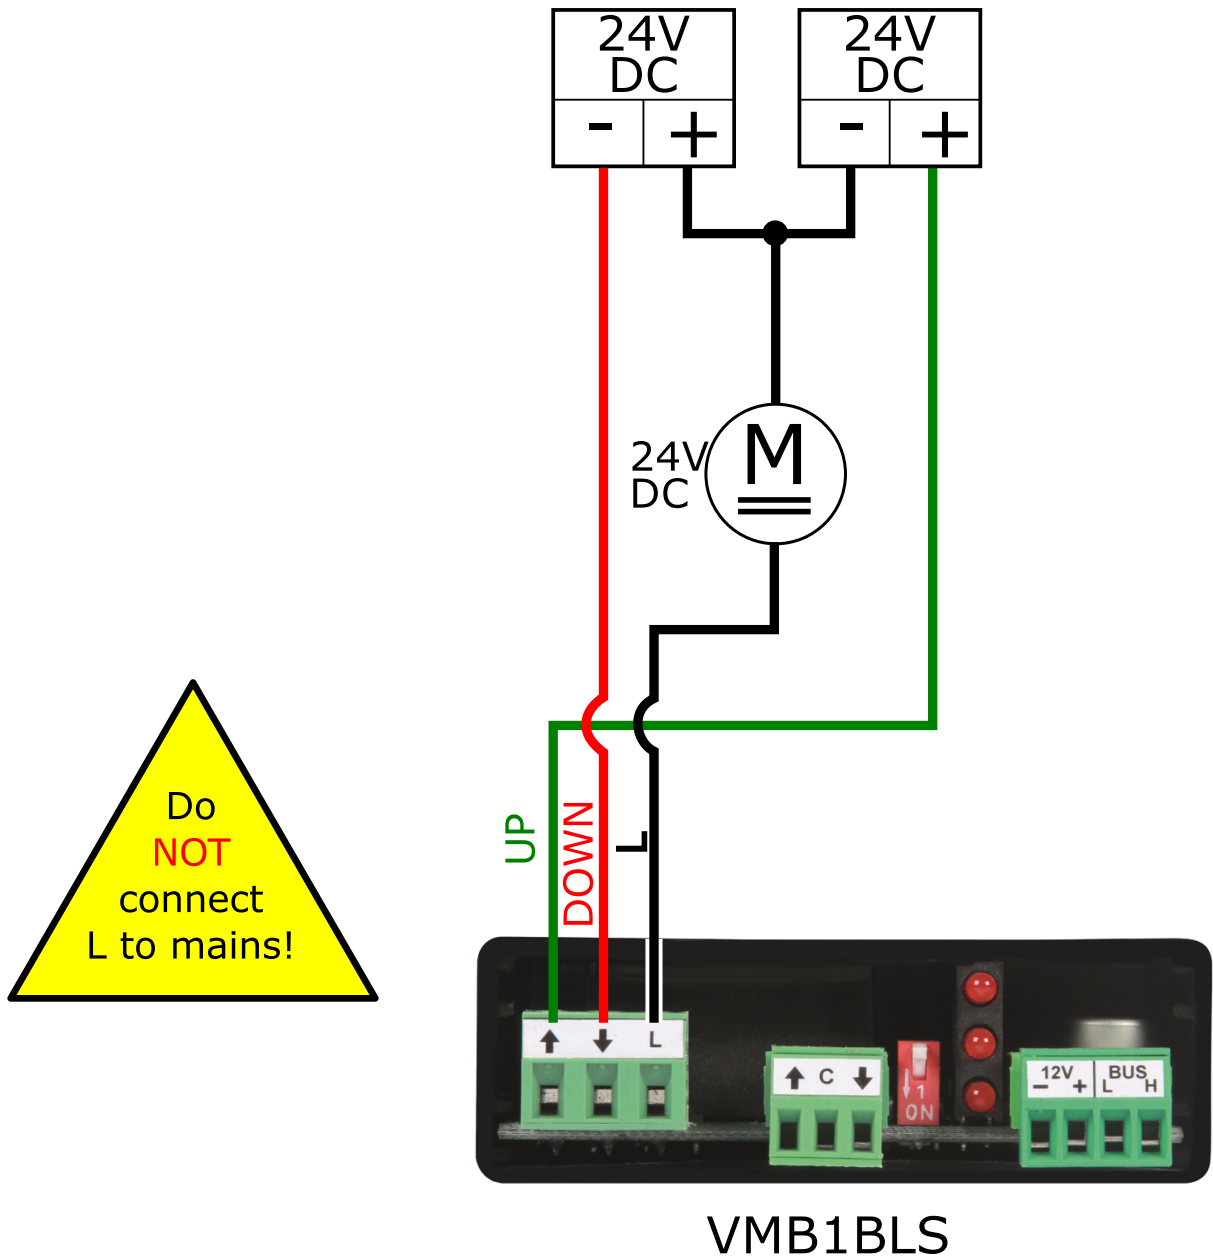 24V
DC
- +
24V
DC
- +
24V
DC
M
UP
DOWN
L
Do
NOT
connect
L to mains!
L
C
1
ON
12V BUS
- + L H
VMB1BLS